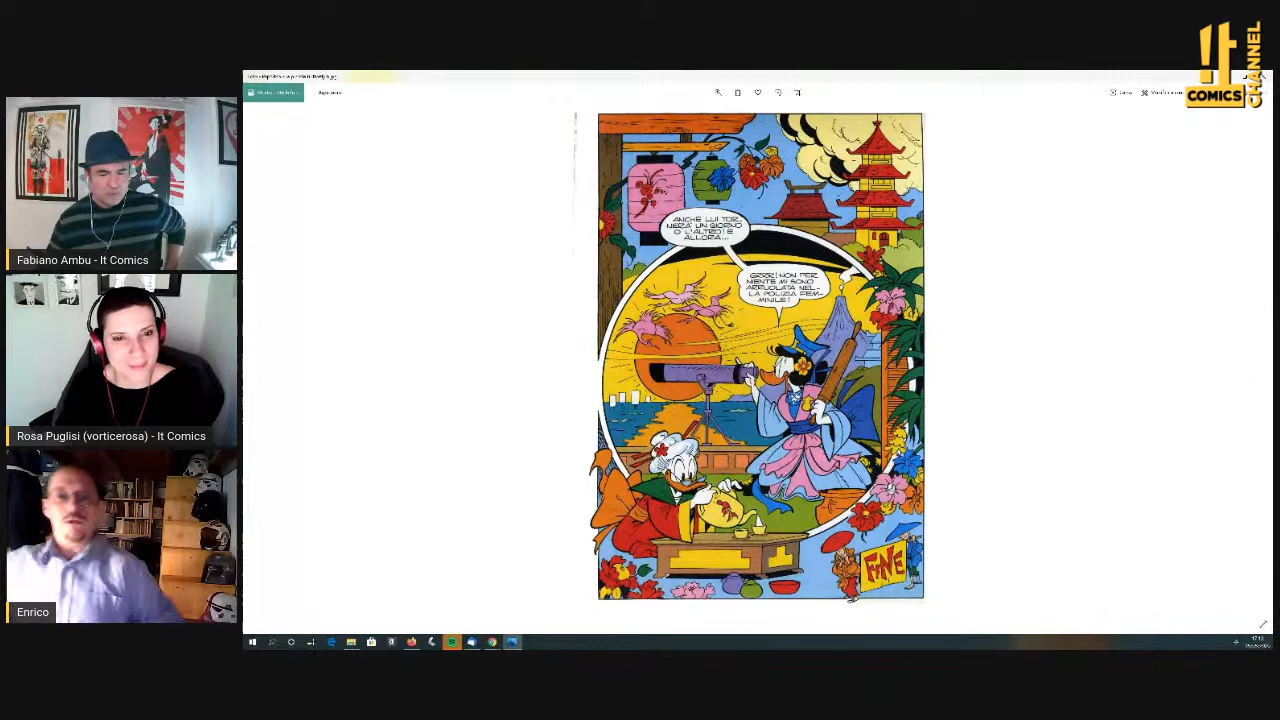 It
COMICS
CHANNEL
ANCHE LUI TOR-
NERÀ UN GIORNO
O L'ALTRO! E
ALLORA...
GRRR! NON PER
NIENTE MI SONO
ARRUOLATA NEL-
LA POLIZIA FEM-
MINILE!
FINE
Fabiano Ambu - It Comics
Rosa Puglisi (vorticerosa) - It Comics
Enrico